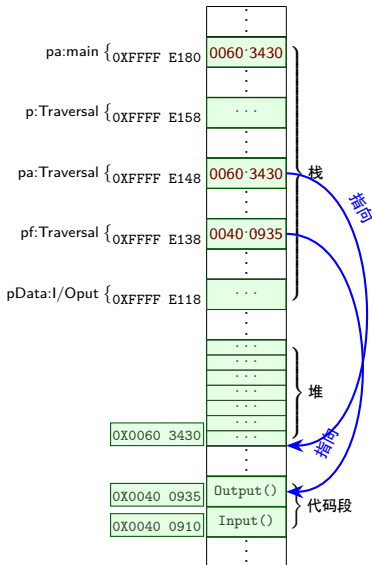 pa:main { 0XFFFF E180 0060 3430
p:Traversal { 0XFFFF E158 ...
pa:Traversal { 0XFFFF E148 0060 3430
栈
指向
pf:Traversal { 0XFFFF E138 0040 0935
pData:I/Oput { 0XFFFF E118 ...
...
...
...
堆
...
...
...
0X0060 3430 ...
指向
0X0040 0935 Output()
代码段
0X0040 0910 Input()